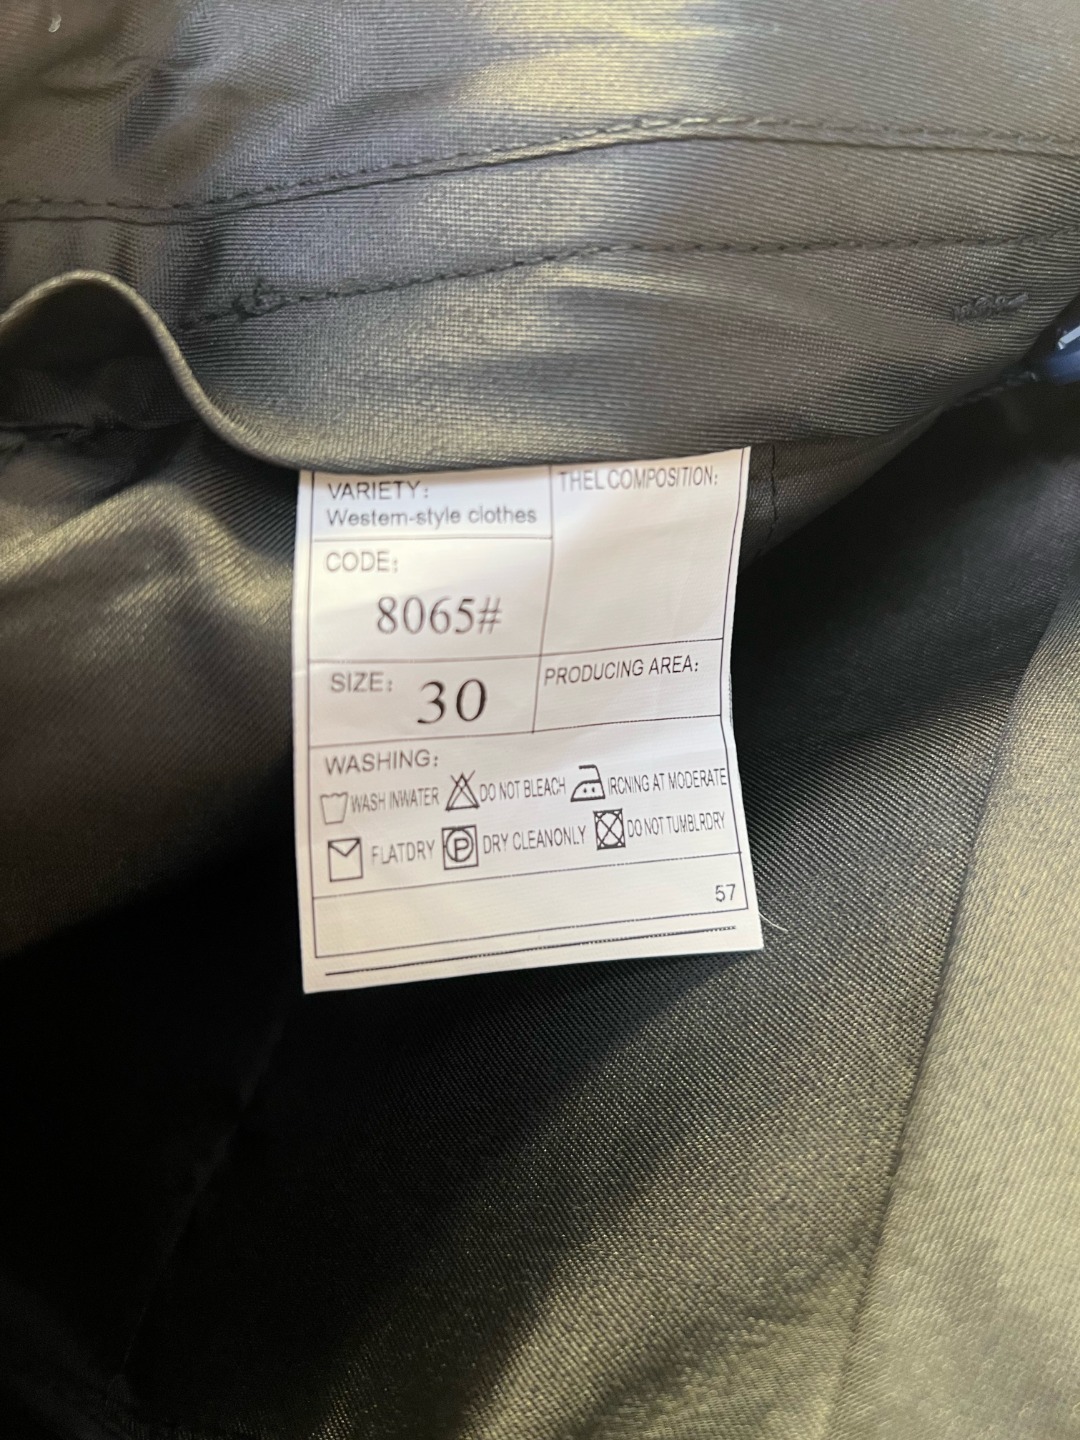 VARIETY:
Western-style clothes
THEL COMPOSITION:
CODE:
8065#
SIZE: 30
PRODUCING AREA:
WASHING:
WASH INWATER DO NOT BLEACH IRCNING AT MODERATE
FLATDRY P DRY CLEANONLY DO NOT TUMBLRDRY
57